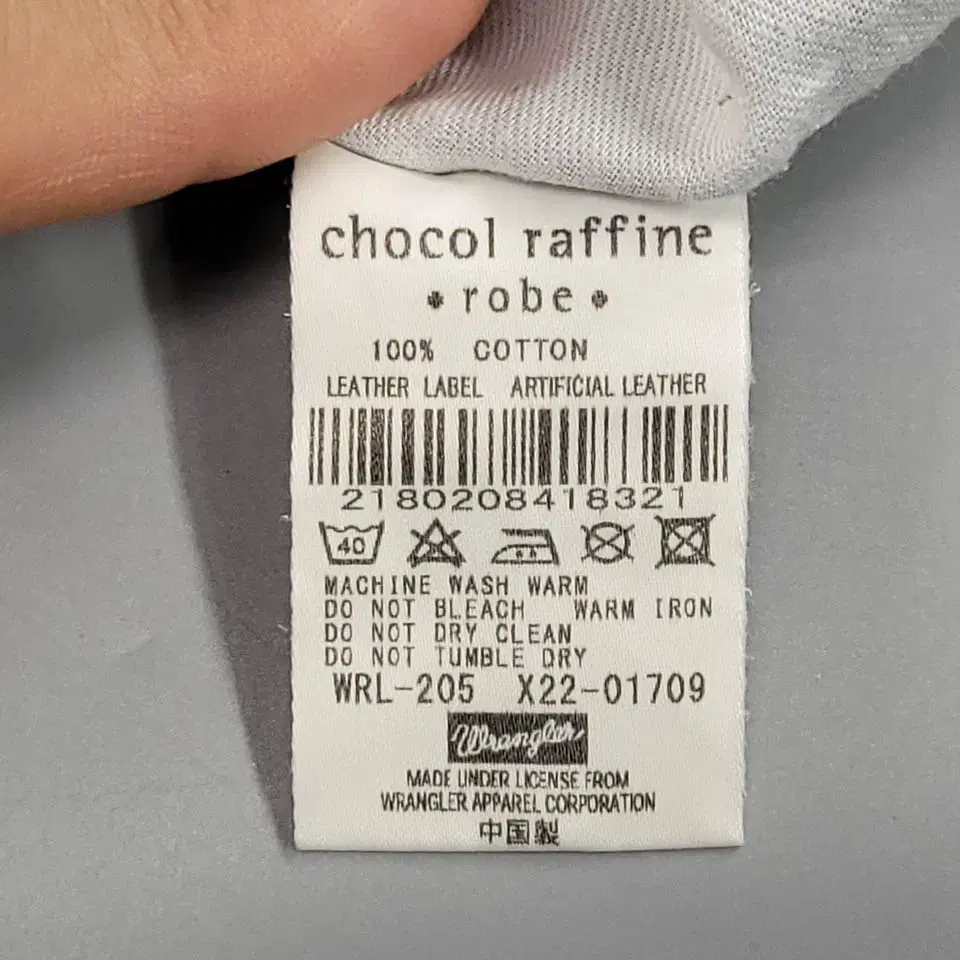 chocol raffine
• robe •
100% COTTON
LEATHER LABEL ARTIFICIAL LEATHER
2180208418321
40
MACHINE WASH WARM
DO NOT BLEACH WARM IRON
DO NOT DRY CLEAN
DO NOT TUMBLE DRY
WRL-205 X22-01709
Wrangler
MADE UNDER LICENSE FROM
WRANGLER APPAREL CORPORATION
中国製